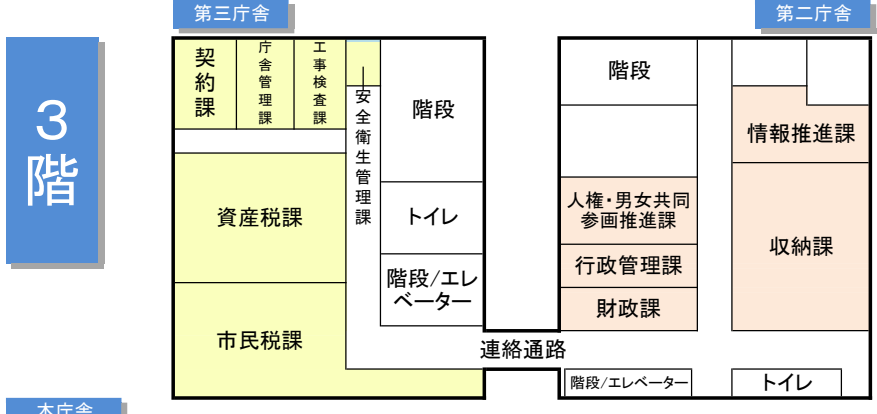 第三庁舎
第二庁舎
3階
契約課
庁舎管理課
工事検査課
安全衛生管理課
階段
資産税課
トイレ
階段/エレ
ベーター
市民税課
連絡通路
階段
情報推進課
人権・男女共同
参画推進課
行政管理課
財政課
収納課
階段/エレベーター
トイレ
本庁舎